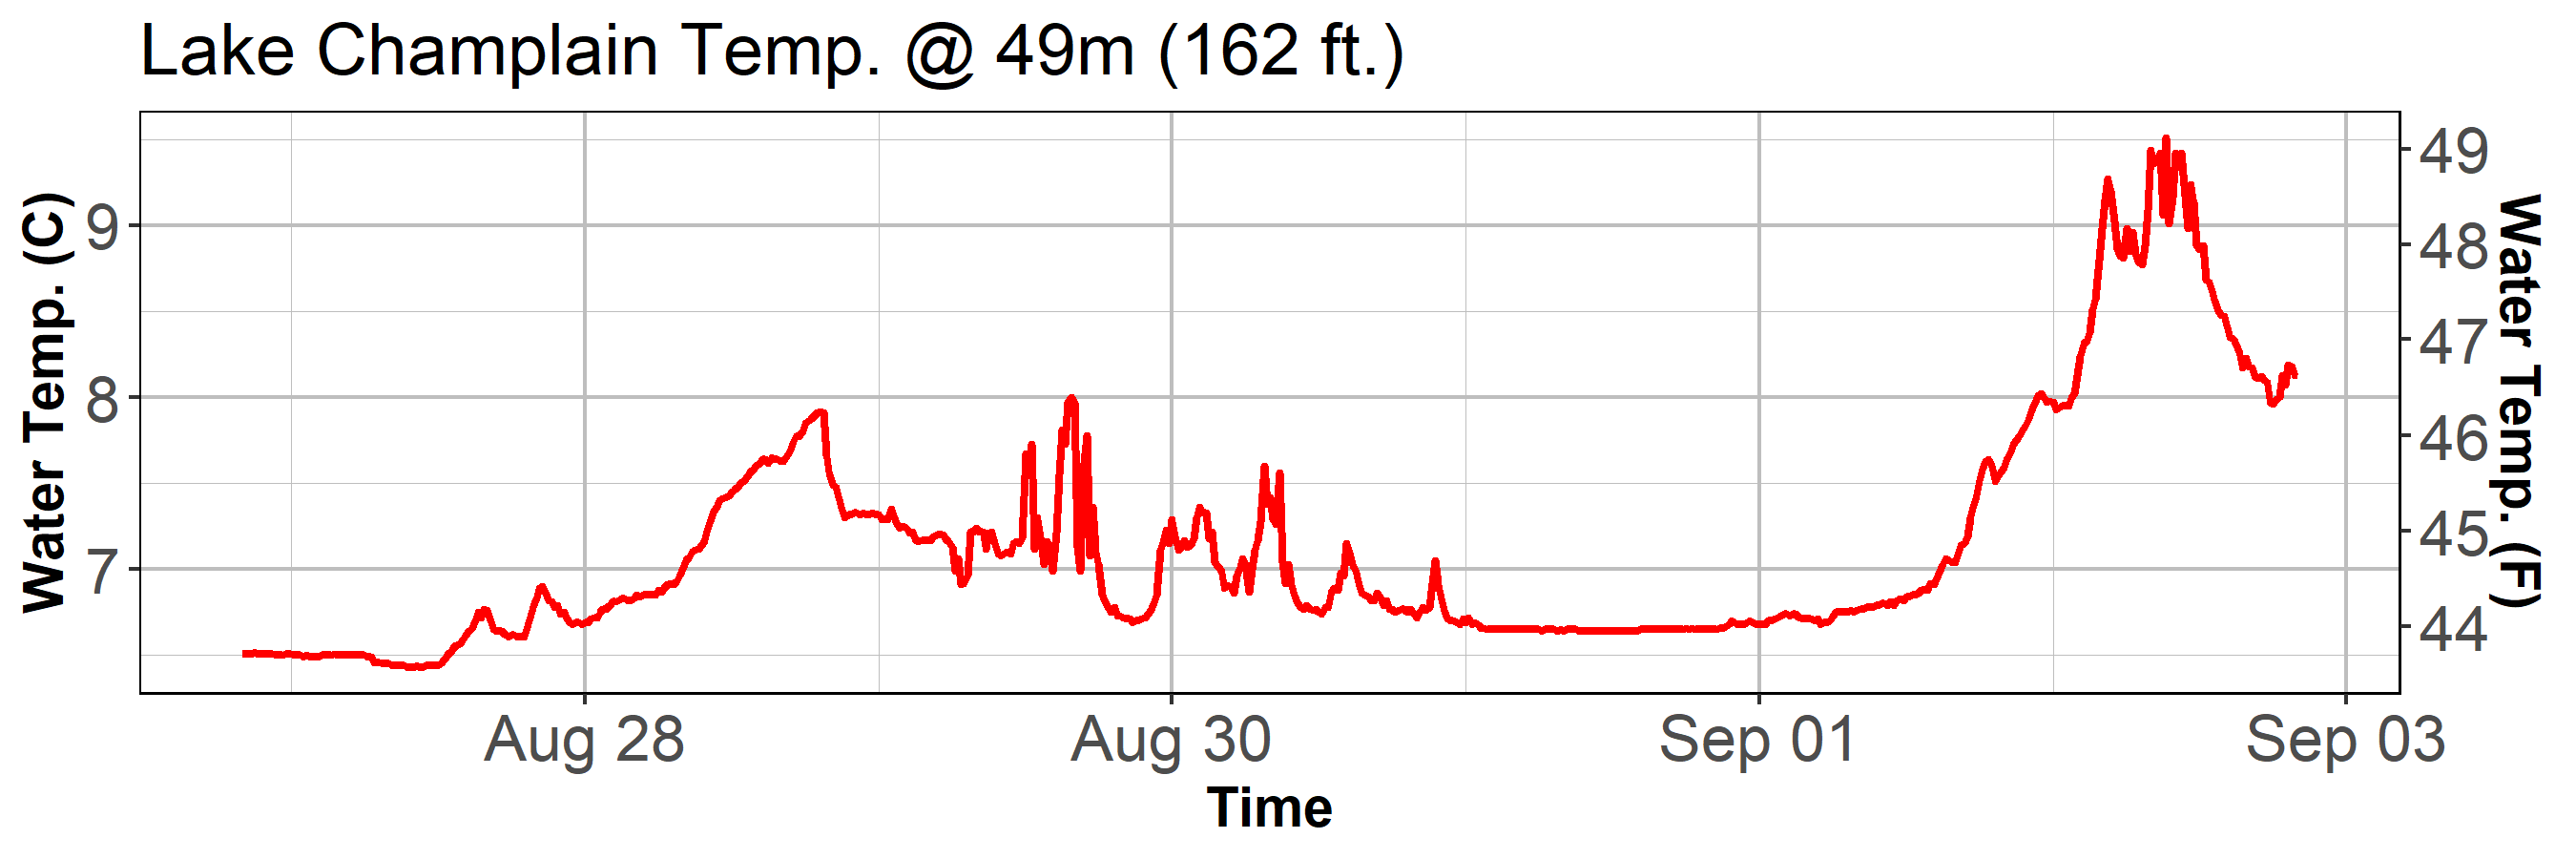 Lake Champlain Temp. @ 49m (162 ft.)
Water Temp. (C)
9
8
7
49
48
47
46
45
44
Water Temp. (F)
Aug 28
Aug 30
Sep 01
Sep 03
Time